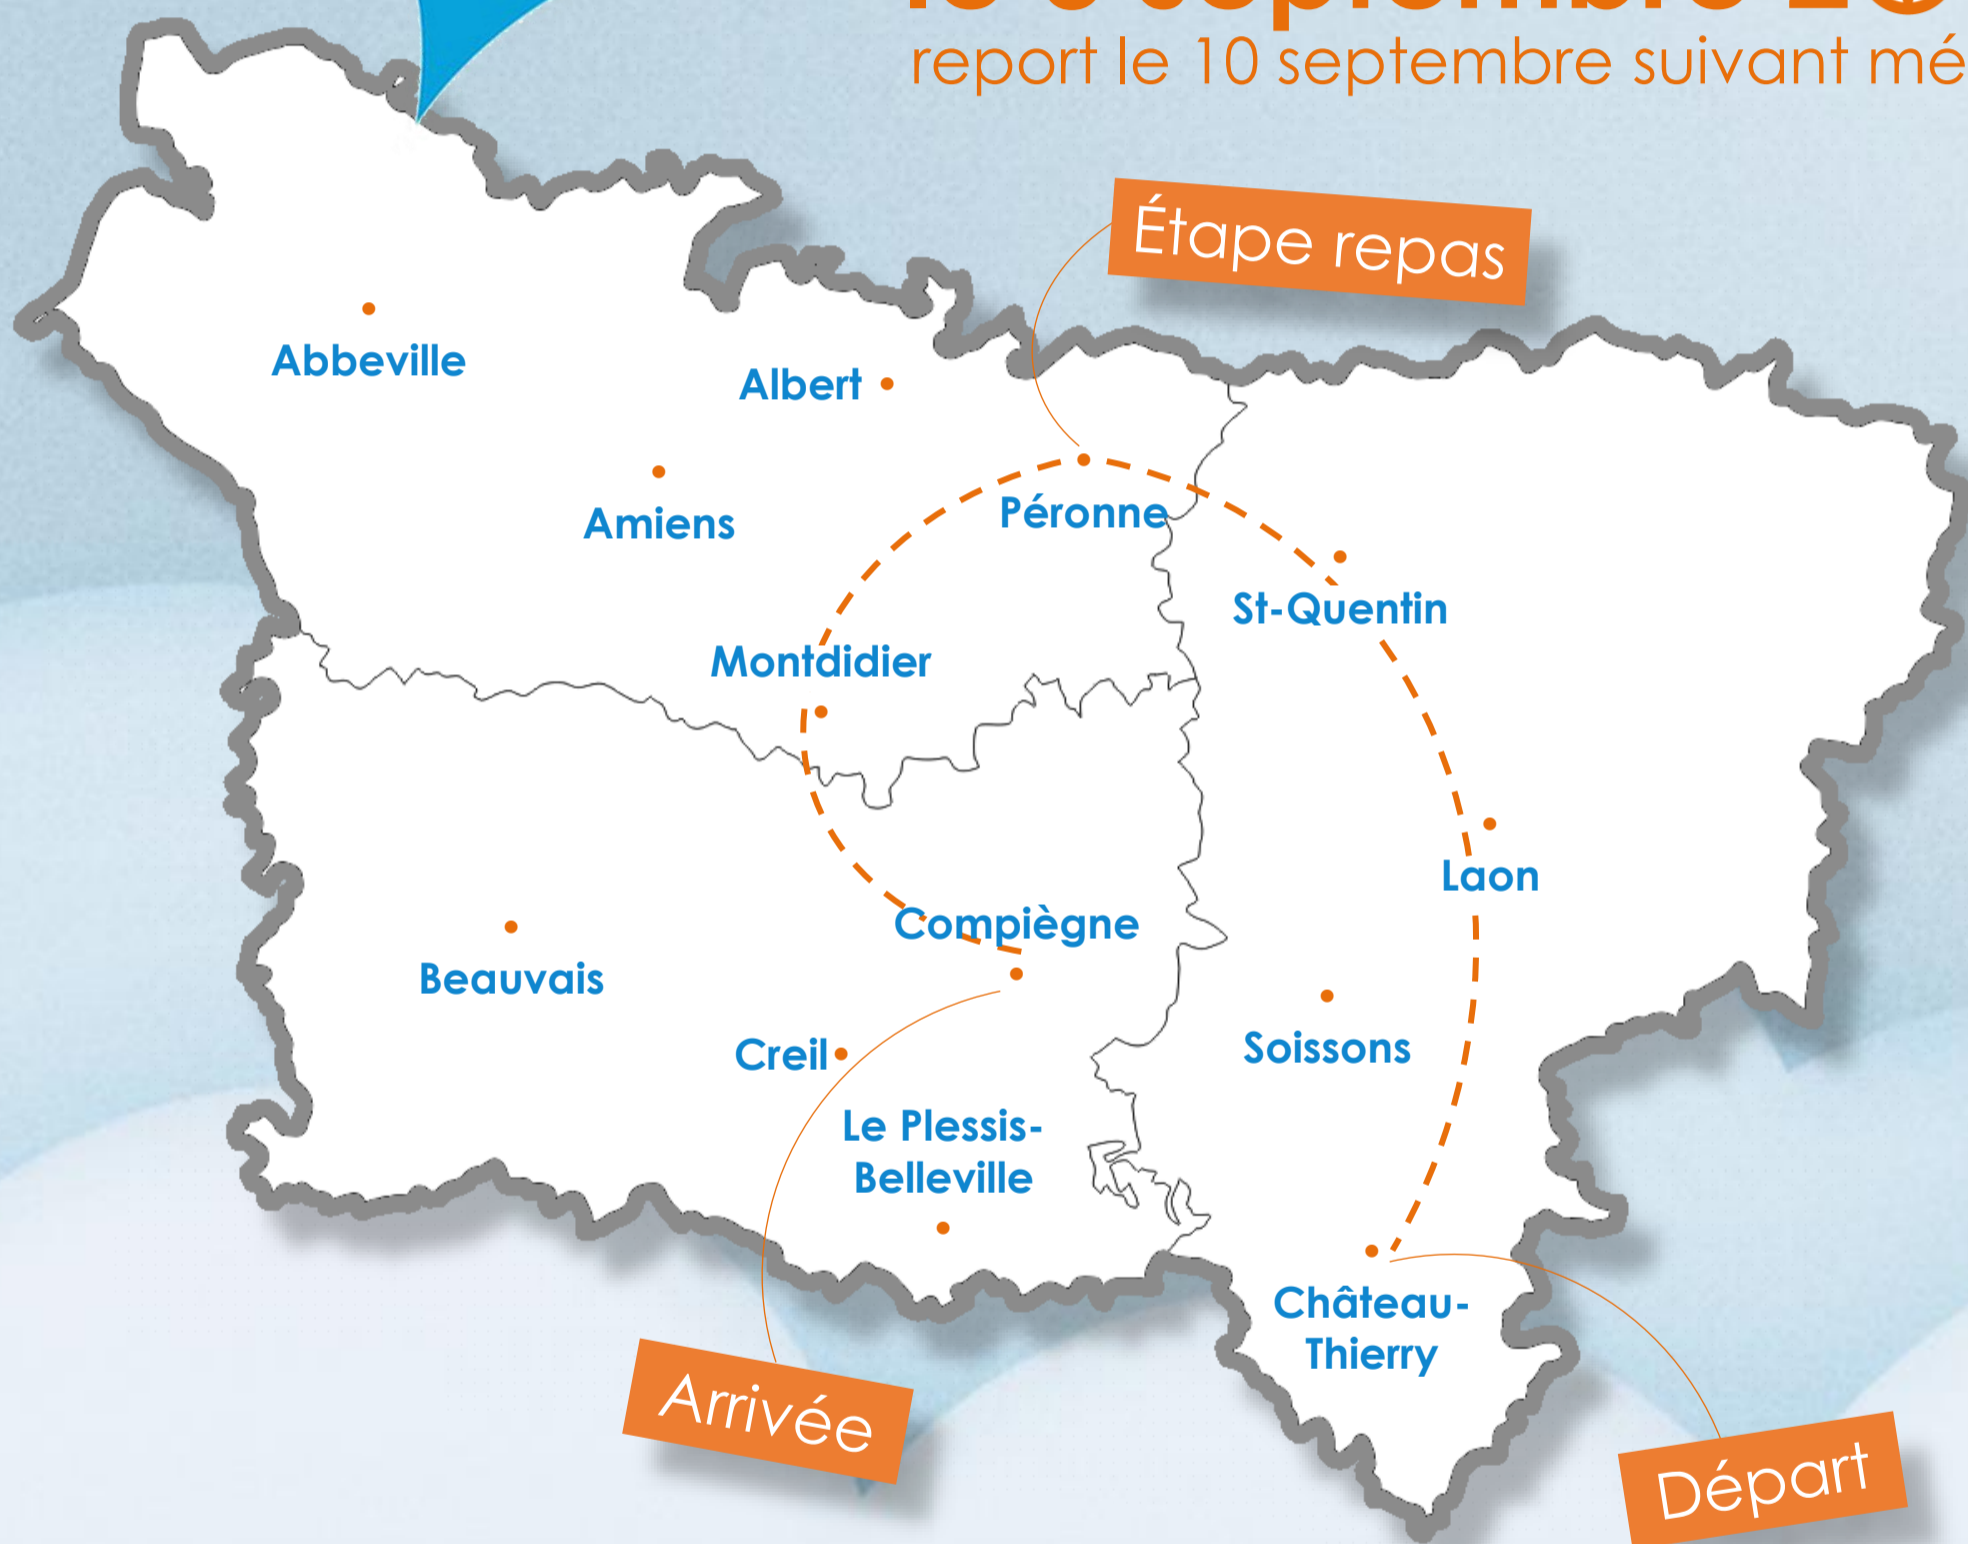 septembre
report le 10 septembre suivant
Étape repas
Abbeville
Albert
Amiens
Péronne
St-Quentin
Montdidier
Laon
Compiègne
Beauvais
Soissons
Creil
Le Plessis-
Belleville
Château-
Thierry
Arrivée
Départ